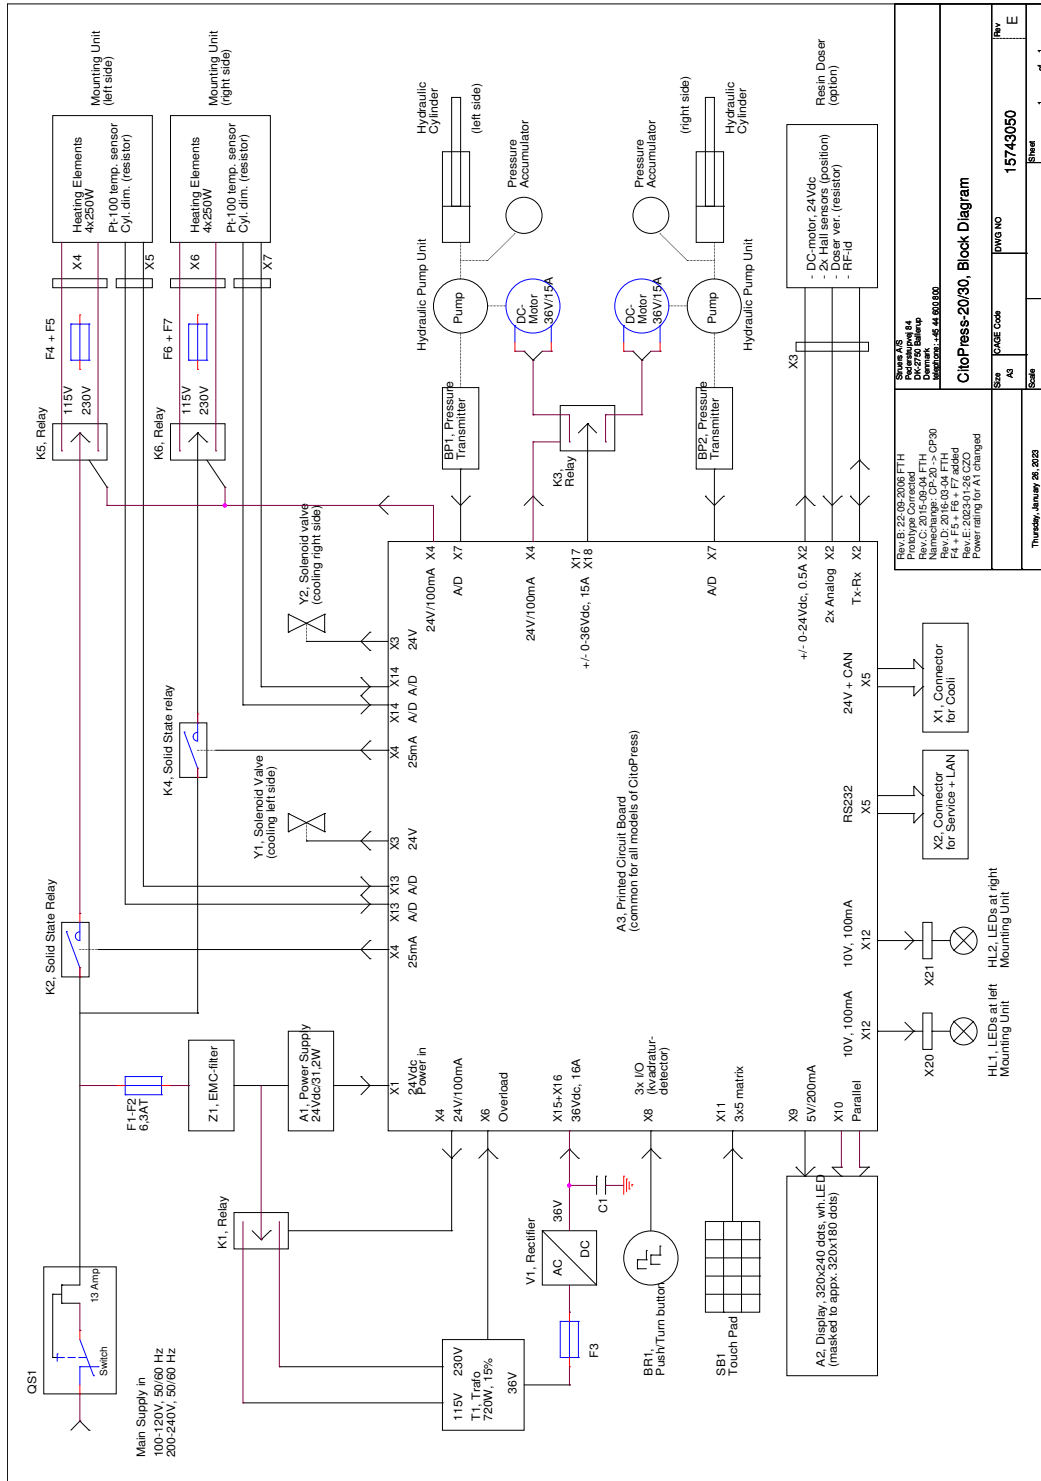 QS1
Switch
13 Amp
Main Supply in
100-120V, 50/60 Hz
200-240V, 50/60 Hz
F1-F2
6,3AT
Z1, EMC-filter
A1, Power Supply
24Vdc/31,2W
X1
24Vdc
Power in
K1, Relay
115V
230V
T1, Trafo
720W, 15%
36V
F3
V1, Rectifier
AC
DC
36V
C1
BR1,
Push/Turn button
SB1
Touch Pad
A2, Display, 320x240 dots, wh.LED
(masked to appx. 320x180 dots)
X4
24V/100mA
X6
Overload
X15+X16
36Vdc, 16A
3x I/O
(kvadratur-
detector)
X8
X11
3x5 matrix
X9
5V/200mA
X10
Parallel
K2, Solid State Relay
X4
25mA
X13
A/D
X13
A/D
Y1, Solenoid Valve
(cooling left side)
X3
24V
K4, Solid State relay
X4
25mA
X14
A/D
X14
A/D
Y2, Solenoid valve
(cooling right side)
X3
24V
A3, Printed Circuit Board
(common for all models of CitoPress)
10V, 100mA
X12
X20
HL1, LEDs at left
Mounting Unit
10V, 100mA
X12
X21
HL2, LEDs at right
Mounting Unit
RS232
X5
X2, Connector
for Service + LAN
24V + CAN
X5
X1, Connector
for Cooli
K5, Relay
115V
230V
F4 + F5
X4
X5
Heating Elements
4x250W
Pt-100 temp. sensor
Cyl. dim. (resistor)
Mounting Unit
(left side)
K6, Relay
115V
230V
F6 + F7
X6
X7
Heating Elements
4x250W
Pt-100 temp. sensor
Cyl. dim. (resistor)
Mounting Unit
(right side)
X4
24V/100mA
X7
A/D
BP1, Pressure
Transmitter
Pump
Hydraulic Pump Unit
DC-
Motor
36V/15A
Pressure
Accumulator
Hydraulic
Cylinder
(left side)
X4
24V/100mA
X17
X18
+/- 0-36Vdc, 15A
K3,
Relay
DC-
Motor
36V/15A
Pump
Hydraulic Pump Unit
Pressure
Accumulator
(right side)
Hydraulic
Cylinder
BP2, Pressure
Transmitter
X7
A/D
X2
+/- 0-24Vdc, 0.5A
X2
2x Analog
X2
Tx-Rx
X3
- DC-motor, 24Vdc
- 2x Hall sensors (position)
- Doser ver. (resistor)
- RF-id
Resin Doser
(option)
Rev.B: 22-09-2006 FTH
Prototype Corrected
Rev.C: 2015-09-04 FTH
Namechange: CP-20 -> CP30
Rev.D: 2016-03-04 FTH
F4 + F5 + F6 + F7 added
Rev.E: 2023-01-26 CZO
Power rating for A1 changed
Struers A/S
Pederstrupvej 84
DK-2750 Ballerup
Denmark
telephone: +45 44 600 800
CitoPress-20/30, Block Diagram
Size
A3
CAGE Code
DWG NO
15743050
Rev
E
Scale
Sheet
Thursday, January 26, 2023